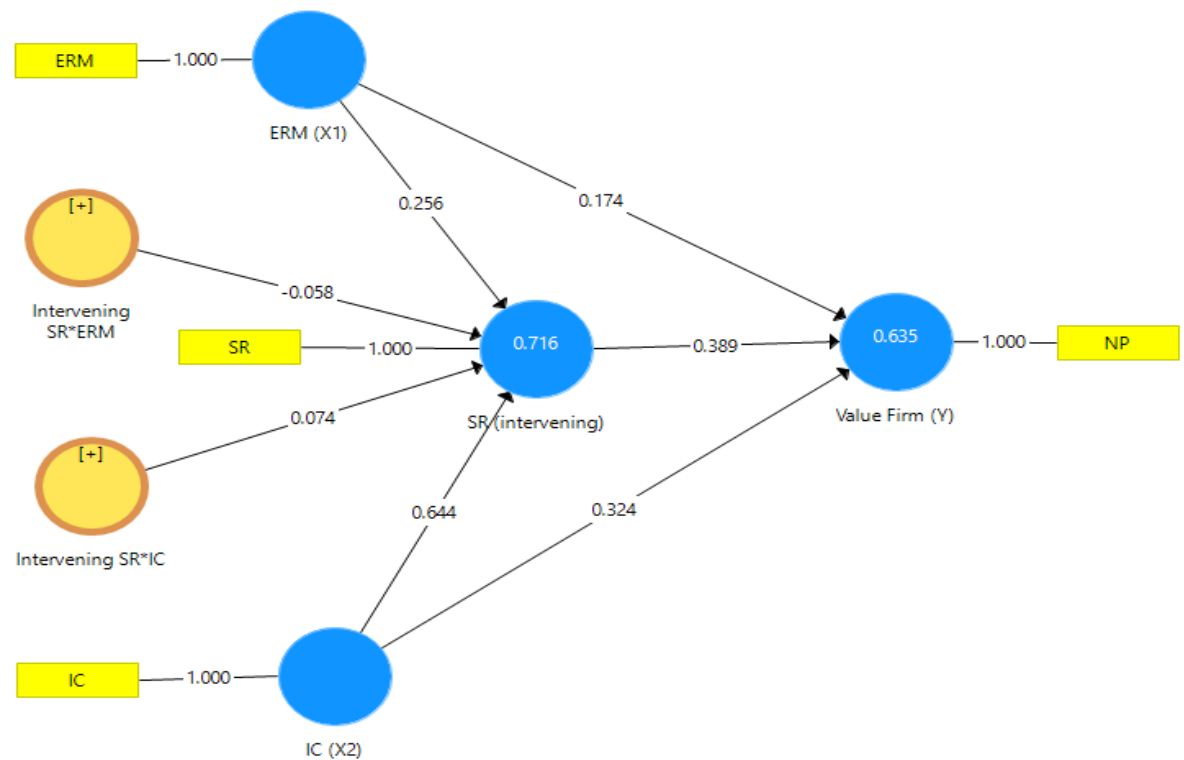 ERM
1.000
ERM (X1)
0.256
0.174
[+]
Intervening
SR*ERM
-0.058
SR
1.000
0.716
SR (intervening)
0.389
0.635
Value Firm (Y)
1.000
NP
[+]
Intervening SR*IC
0.074
0.644
0.324
IC
1.000
IC (X2)